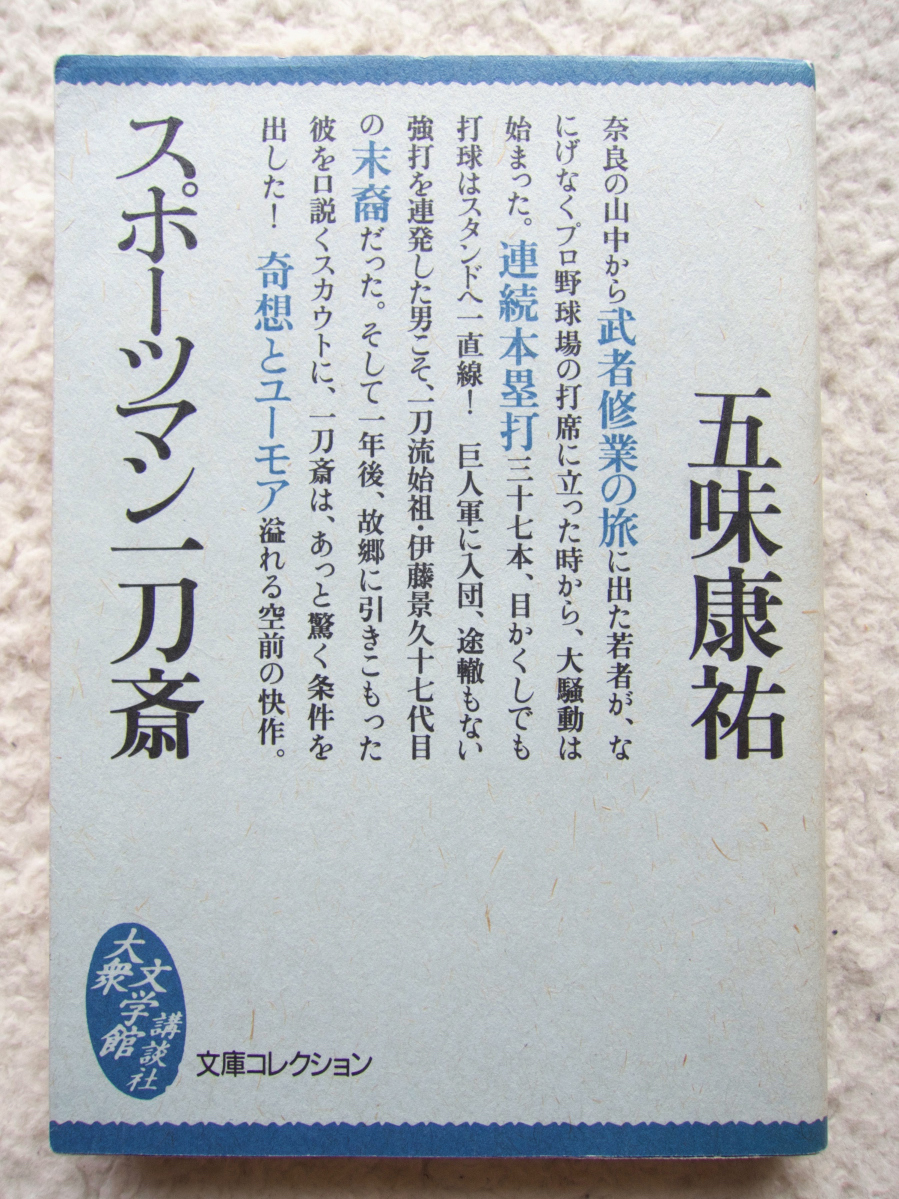 五味康祐
奈良の山中から武者修業の旅に出た若者が、な
にげなくプロ野球場の打席に立った時から、大騒動は
始まった。連続本塁打三十七本、目かくしでも
打球はスタンドへ一直線！　巨人軍に入団、途轍もない
強打を連発した男こそ、一刀流始祖・伊藤景久十七代目
の末裔だった。そして一年後、故郷に引きこもった
彼を口説くスカウトに、一刀斎は、あっと驚く条件を
出した！　奇想とユーモア溢れる空前の快作。
スポーツマン一刀斎
大衆
文学館
講談社
文庫コレクション